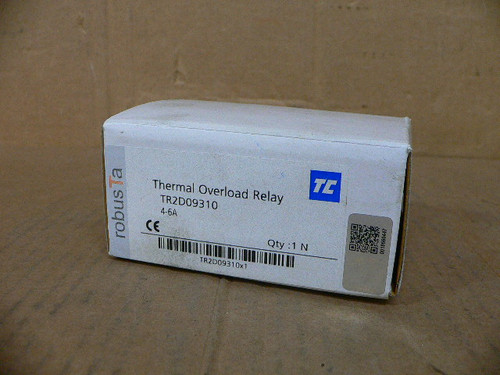 robusTa
Thermal Overload Relay
TC
TR2D09310
4-6A
CE
Qty :1 N
TR2D09310x1